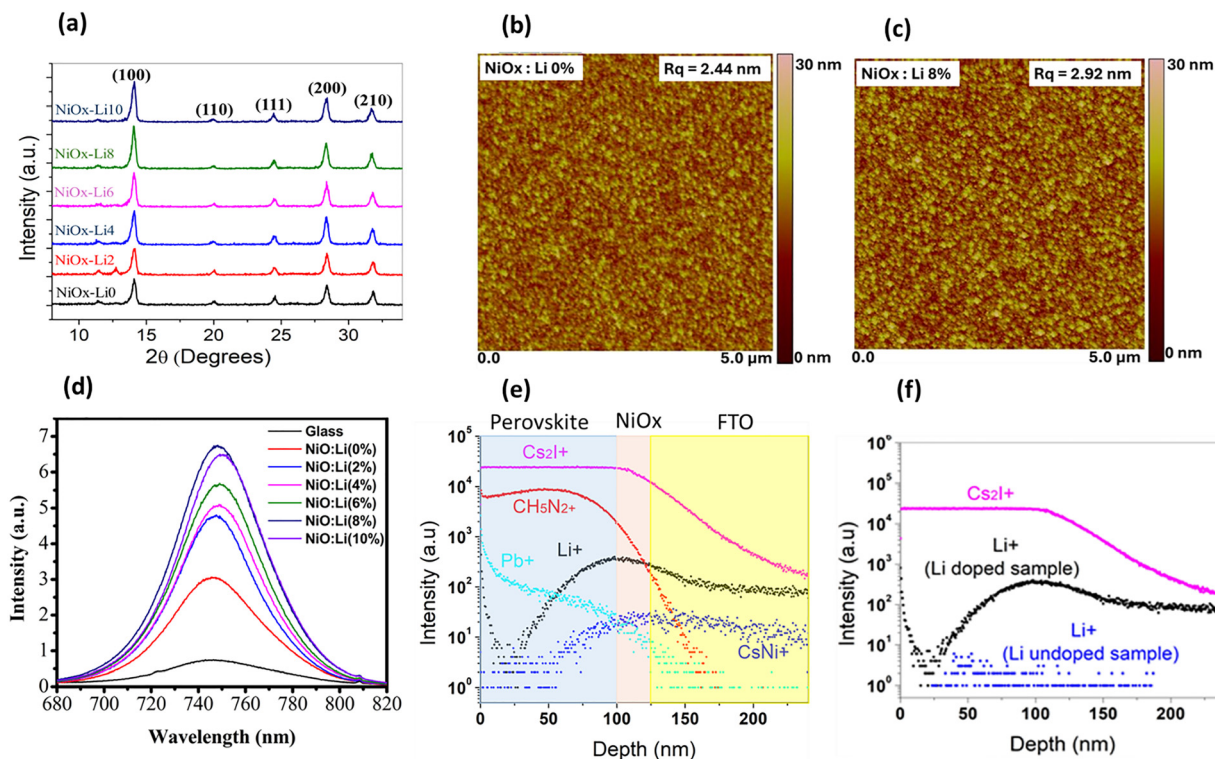 (a)
(100)
(110)
(111)
(200)
(210)
NiOx-Li10
NiOx-Li8
NiOx-Li6
NiOx-Li4
NiOx-Li2
NiOx-Li0
Intensity (a.u.)
10 15 20 25 30
2θ (Degrees)
(b)
NiOx : Li 0%
Rq = 2.44 nm
30 nm
0 nm
0.0
5.0 µm
(c)
NiOx : Li 8%
Rq = 2.92 nm
30 nm
0 nm
0.0
5.0 µm
(d)
7
6
5
4
3
2
1
0
Intensity (a.u.)
Glass
NiO:Li(0%)
NiO:Li(2%)
NiO:Li(4%)
NiO:Li(6%)
NiO:Li(8%)
NiO:Li(10%)
680 700 720 740 760 780 800 820
Wavelength (nm)
(e)
Perovskite
NiOx
FTO
10⁵
10⁴
10³
10²
10¹
10⁰
Intensity (a.u)
Cs₂I+
CH₅N₂₊
Pb+
Li+
CsNi+
0 50 100 150 200
Depth (nm)
(f)
10⁶
10⁵
10⁴
10³
10²
10¹
10⁰
Intensity (a.u)
Cs₂I+
Li+
(Li doped sample)
Li+
(Li undoped sample)
0 50 100 150 200
Depth (nm)